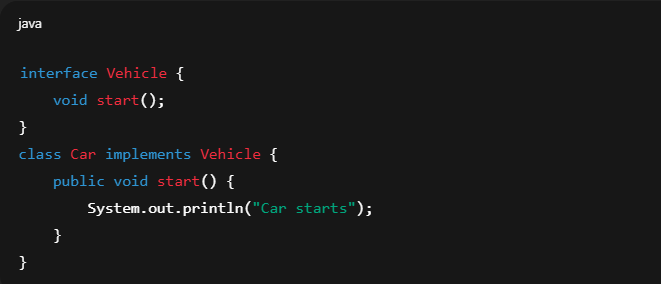 java
interface Vehicle {
    void start();
}
class Car implements Vehicle {
    public void start() {
        System.out.println("Car starts");
    }
}